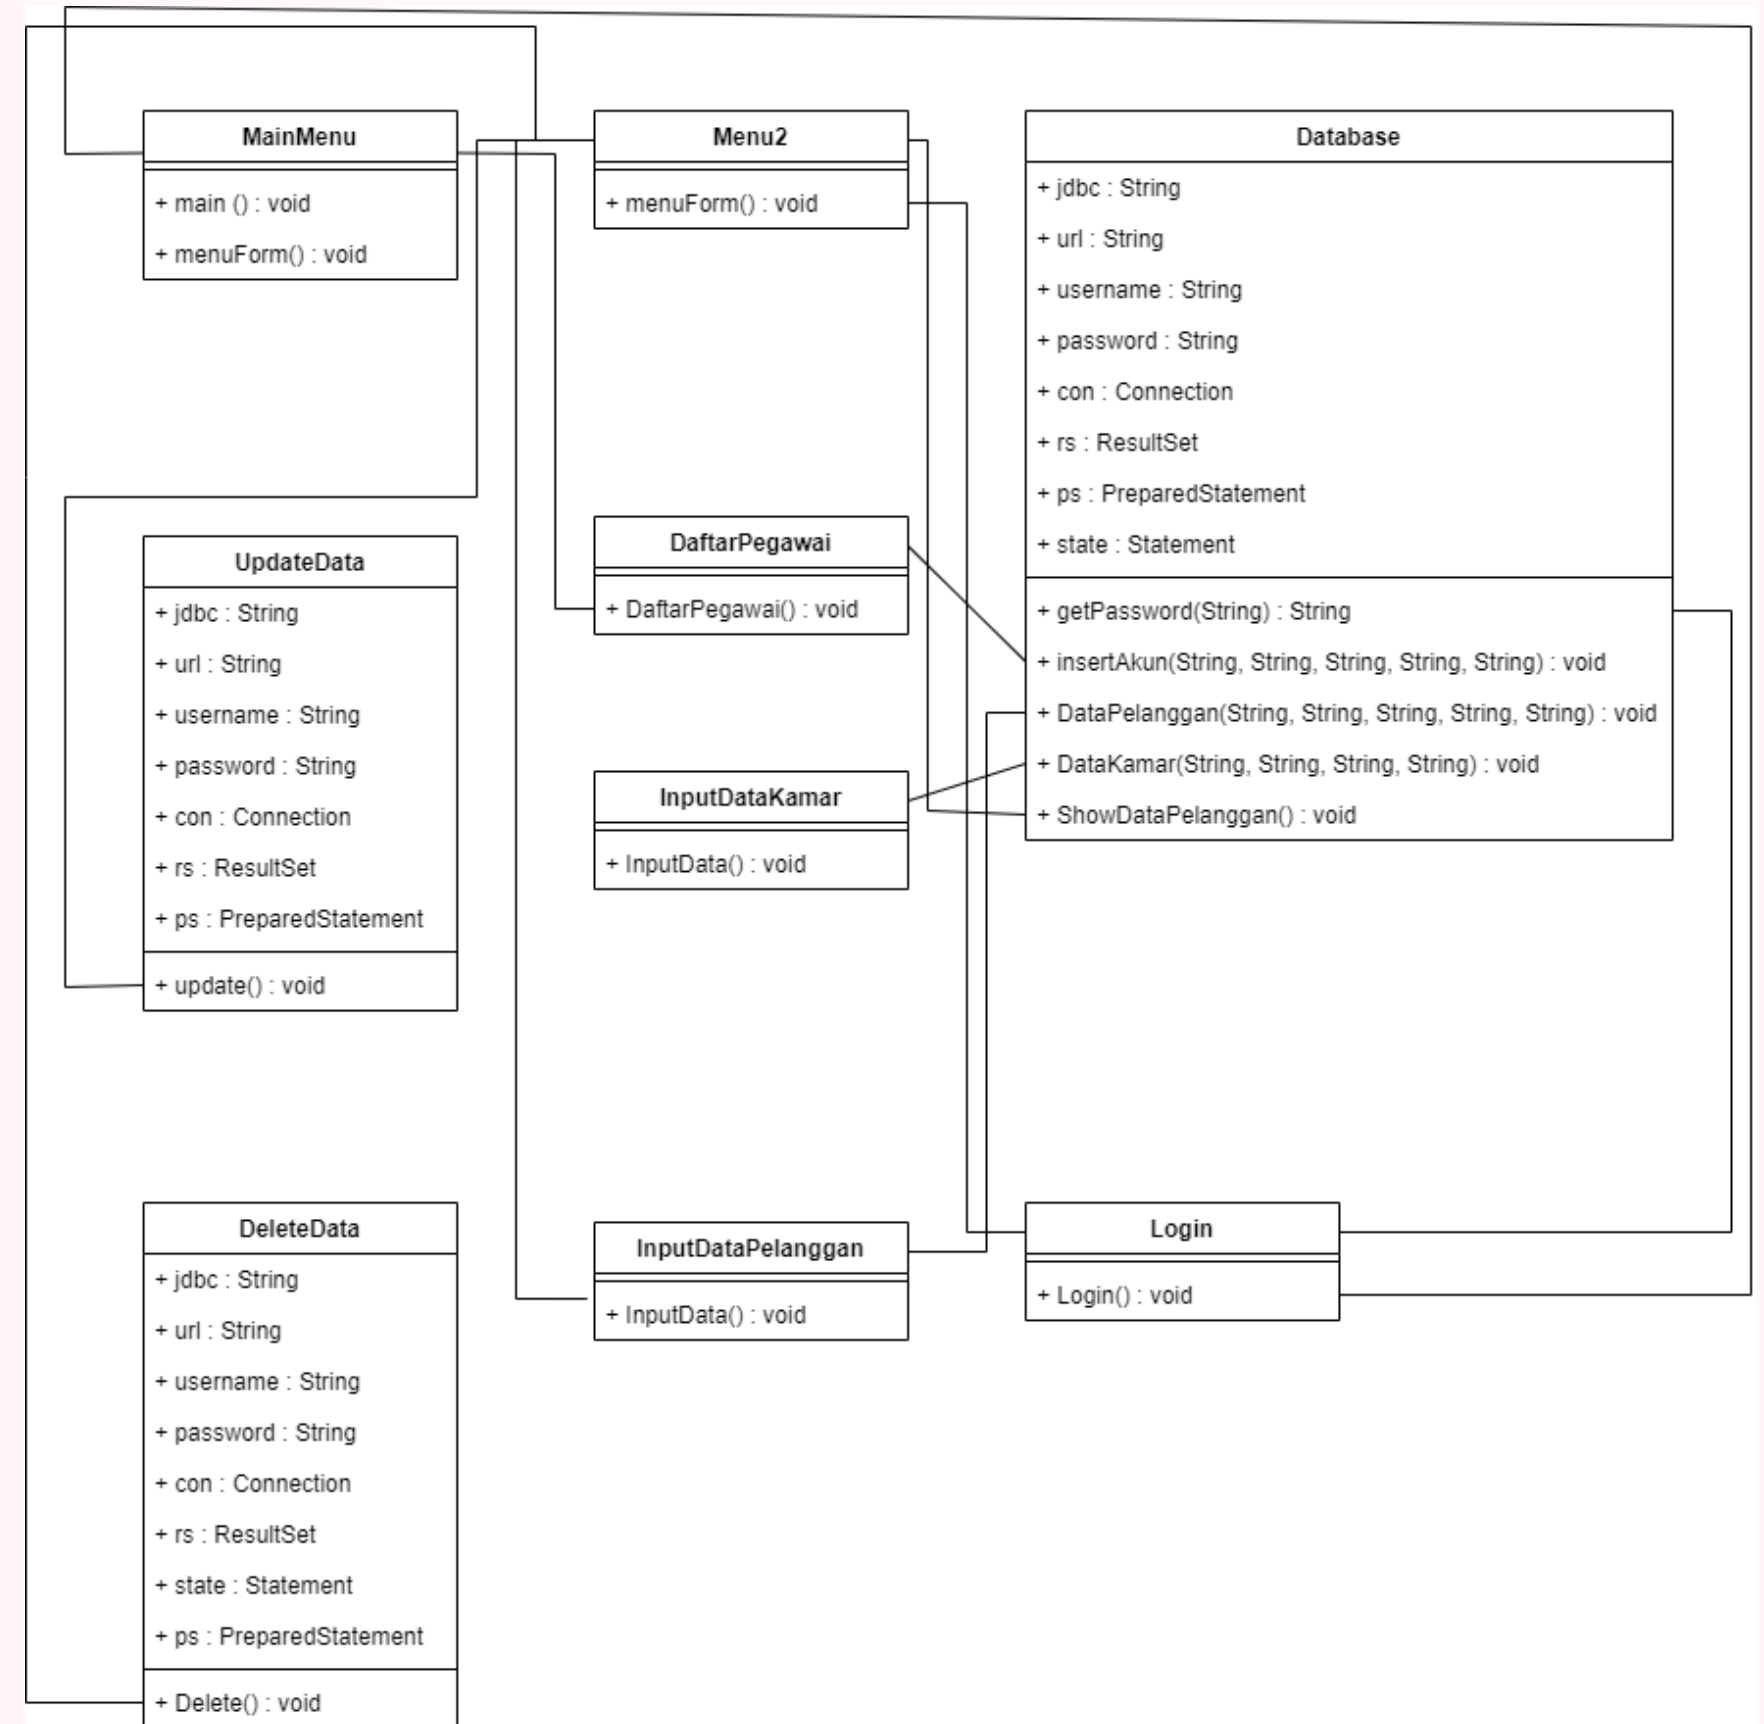 MainMenu
+ main () : void
+ menuForm() : void
Menu2
+ menuForm() : void
Database
+ jdbc : String
+ url : String
+ username : String
+ password : String
+ con : Connection
+ rs : ResultSet
+ ps : PreparedStatement
+ state : Statement
+ getPassword(String) : String
+ insertAkun(String, String, String, String, String) : void
+ DataPelanggan(String, String, String, String, String) : void
+ DataKamar(String, String, String, String) : void
+ ShowDataPelanggan() : void
UpdateData
+ jdbc : String
+ url : String
+ username : String
+ password : String
+ con : Connection
+ rs : ResultSet
+ ps : PreparedStatement
+ update() : void
DaftarPegawai
+ DaftarPegawai() : void
InputDataKamar
+ InputData() : void
DeleteData
+ jdbc : String
+ url : String
+ username : String
+ password : String
+ con : Connection
+ rs : ResultSet
+ state : Statement
+ ps : PreparedStatement
+ Delete() : void
InputDataPelanggan
+ InputData() : void
Login
+ Login() : void